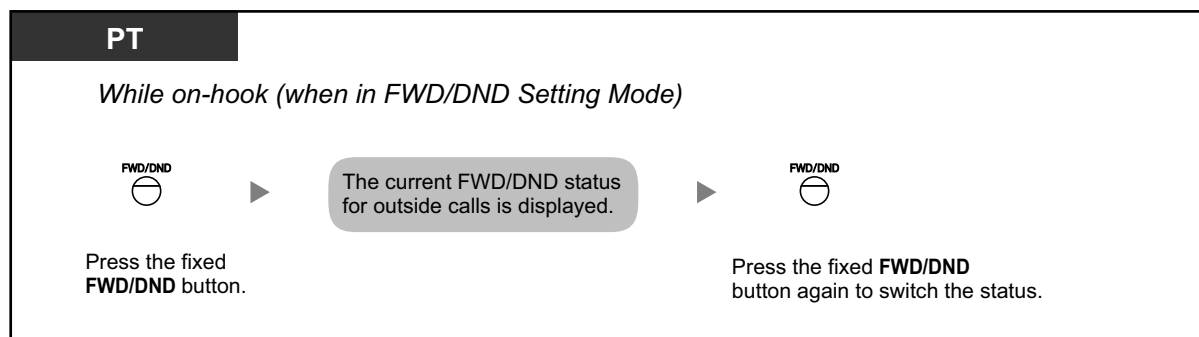 PT
While on-hook (when in FWD/DND Setting Mode)
FWD/DND
The current FWD/DND status
for outside calls is displayed.
FWD/DND
Press the fixed
FWD/DND button.
Press the fixed FWD/DND
button again to switch the status.